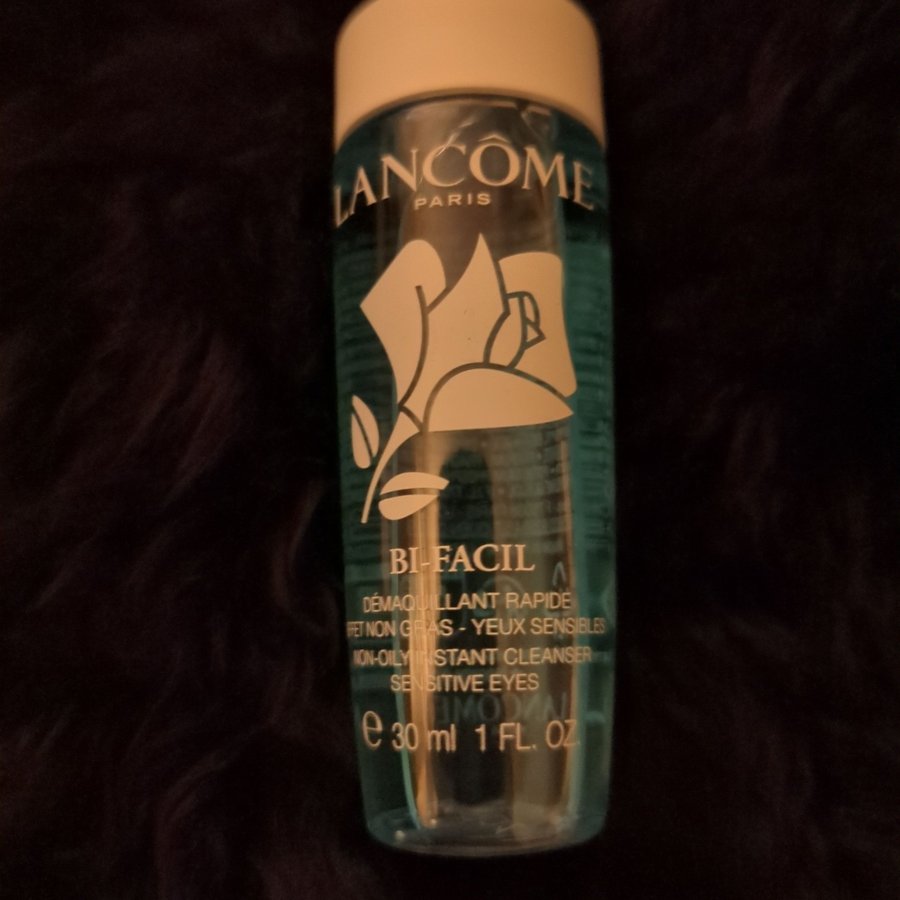 LANCÔME
PARIS
BI-FACIL
DÉMAQUILLANT RAPIDE
NON GRAS - YEUX SENSIBLES
NON-OILY INSTANT CLEANSER
SENSITIVE EYES
e 30 ml 1 FL. OZ.